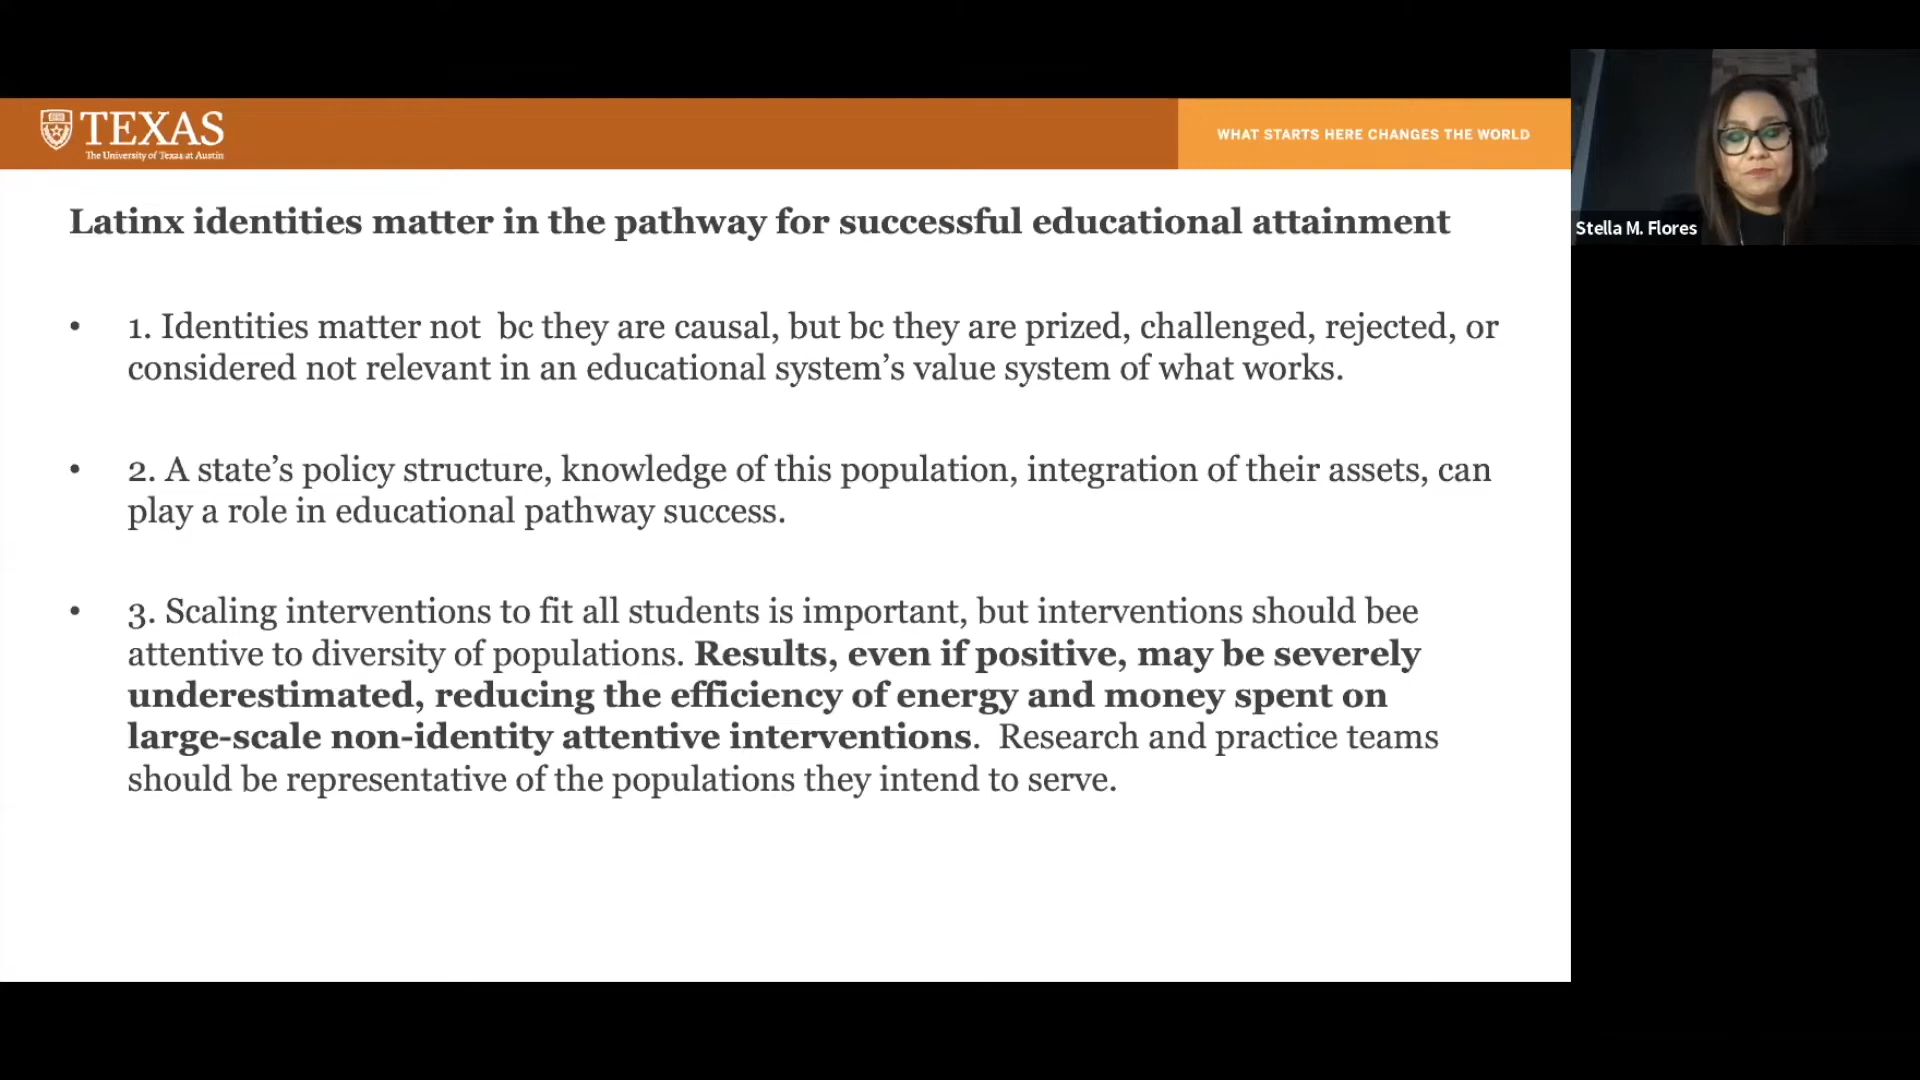 TEXAS
The University of Texas at Austin
WHAT STARTS HERE CHANGES THE WORLD
Stella M. Flores
Latinx identities matter in the pathway for successful educational attainment
• 1. Identities matter not  bc they are causal, but bc they are prized, challenged, rejected, or
considered not relevant in an educational system’s value system of what works.
• 2. A state’s policy structure, knowledge of this population, integration of their assets, can
play a role in educational pathway success.
• 3. Scaling interventions to fit all students is important, but interventions should bee
attentive to diversity of populations. Results, even if positive, may be severely
underestimated, reducing the efficiency of energy and money spent on
large-scale non-identity attentive interventions.  Research and practice teams
should be representative of the populations they intend to serve.